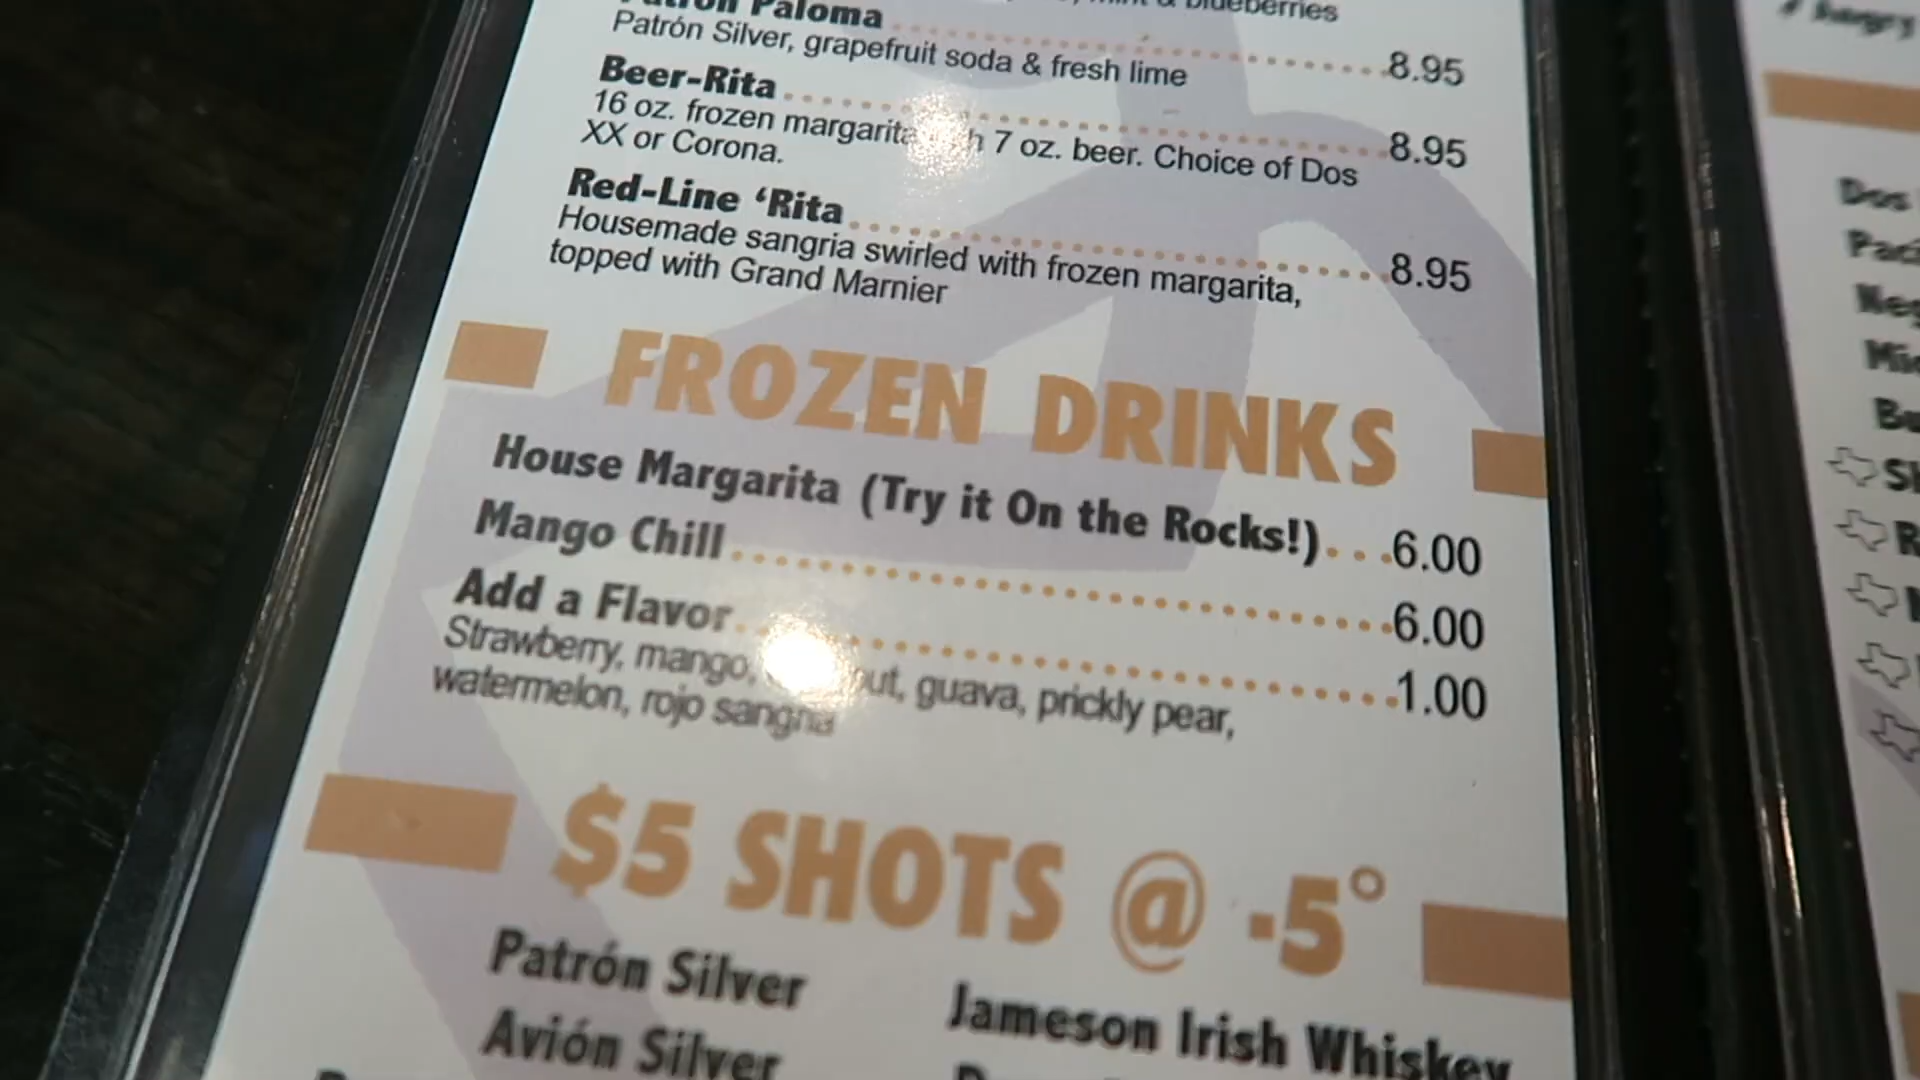 Patrón Paloma 8.95
Patrón Silver, grapefruit soda & fresh lime
Beer-Rita 8.95
16 oz. frozen margarita 7 oz. beer. Choice of Dos
XX or Corona.
Red-Line ‘Rita 8.95
Housemade sangria swirled with frozen margarita,
topped with Grand Marnier
FROZEN DRINKS
House Margarita (Try it On the Rocks!) 6.00
Mango Chill 6.00
Add a Flavor 1.00
Strawberry, mango, guava, prickly pear,
watermelon, rojo sangria
$5 SHOTS @ -5°
Patrón Silver
Jameson Irish Whiskey
Avión Silver
Dos